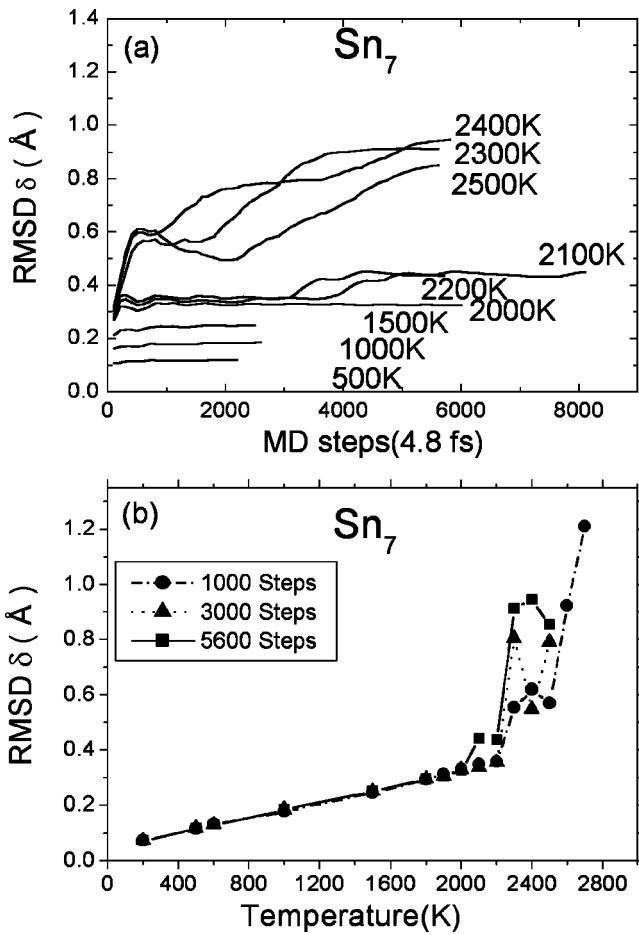 (a)
Sn7
RMSD δ ( Å )
1.4
1.2
1.0
0.8
0.6
0.4
0.2
0.0
2400K
2300K
2500K
2100K
2200K
2000K
1500K
1000K
500K
0
2000
4000
6000
8000
MD steps(4.8 fs)
(b)
Sn7
RMSD δ ( Å )
1.2
1.0
0.8
0.6
0.4
0.2
0.0
1000 Steps
3000 Steps
5600 Steps
0 400 800 1200 1600 2000 2400 2800
Temperature(K)